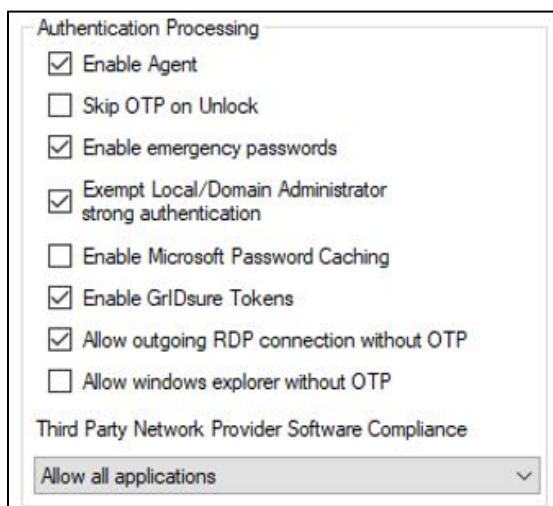 Authentication Processing
Enable Agent
Skip OTP on Unlock
Enable emergency passwords
Exempt Local/Domain Administrator
strong authentication
Enable Microsoft Password Caching
Enable GrIDsure Tokens
Allow outgoing RDP connection without OTP
Allow windows explorer without OTP
Third Party Network Provider Software Compliance
Allow all applications